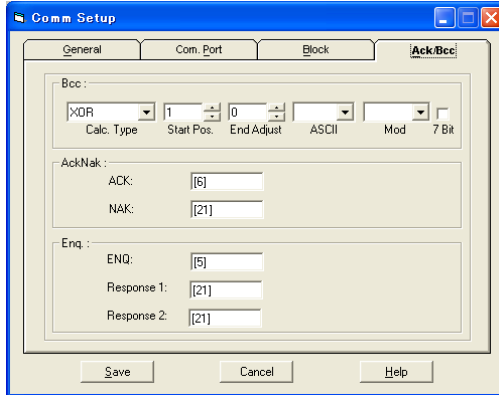 Comm Setup
General Com. Port Block Ack/Bcc
Bcc :
XOR 1 0
Calc. Type Start Pos. End Adjust ASCII Mod 7 Bit
AckNak :
ACK: [6]
NAK: [21]
Enq. :
ENQ: [5]
Response 1: [21]
Response 2: [21]
Save Cancel Help